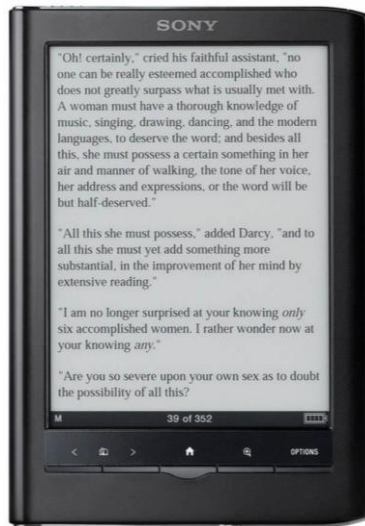 SONY
"Oh! certainly," cried his faithful assistant, "no
one can be really esteemed accomplished who
does not greatly surpass what is usually met with.
A woman must have a thorough knowledge of
music, singing, drawing, dancing, and the modern
languages, to deserve the word; and besides all
this, she must possess a certain something in her
air and manner of walking, the tone of her voice,
her address and expressions, or the word will be
but half-deserved."
"All this she must possess," added Darcy, "and to
all this she must yet add something more
substantial, in the improvement of her mind by
extensive reading."
"I am no longer surprised at your knowing only
six accomplished women. I rather wonder now at
your knowing any."
"Are you so severe upon your own sex as to doubt
the possibility of all this?
M 39 of 352
OPTIONS